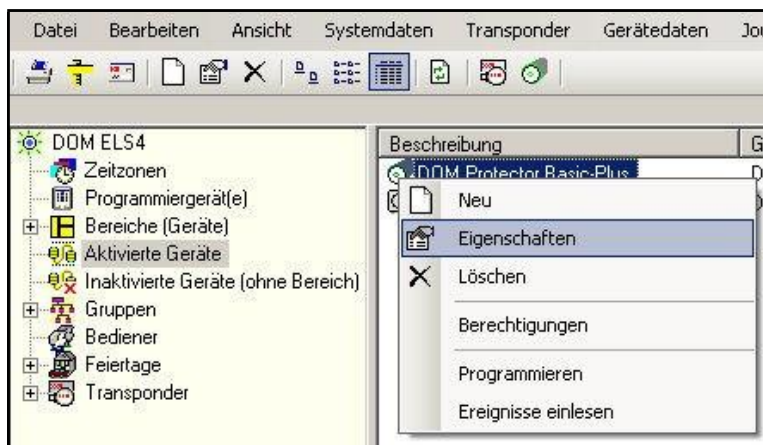 Datei Bearbeiten Ansicht Systemdaten Transponder Gerätedaten Jou
DOM ELS4
Zeitzonen
Programmiergerät(e)
Bereiche (Geräte)
Aktivierte Geräte
Inaktivierte Geräte (ohne Bereich)
Gruppen
Bediener
Feiertage
Transponder
Beschreibung G
DOM Protector Basic-Plus D
Neu
Eigenschaften
Löschen
Berechtigungen
Programmieren
Ereignisse einlesen